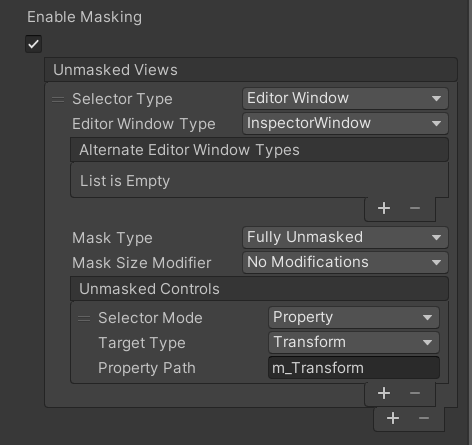 Enable Masking
Unmasked Views
Selector Type Editor Window
Editor Window Type InspectorWindow
Alternate Editor Window Types
List is Empty
+ −
Mask Type Fully Unmasked
Mask Size Modifier No Modifications
Unmasked Controls
Selector Mode Property
Target Type Transform
Property Path m_Transform
+ −
+ −